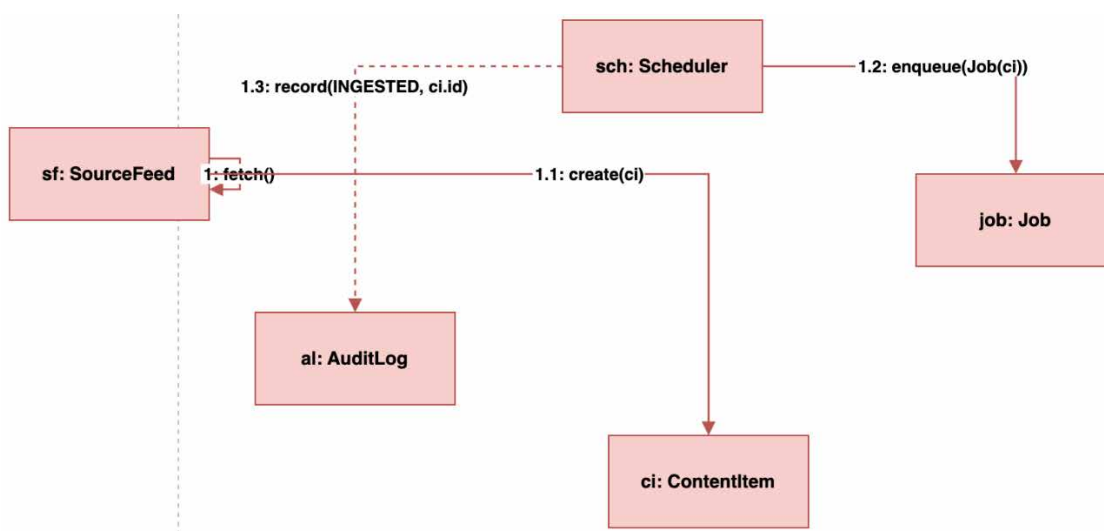 sch: Scheduler
1.2: enqueue(Job(ci))
1.3: record(INGESTED, ci.id)
sf: SourceFeed
1: fetch()
1.1: create(ci)
job: Job
al: AuditLog
ci: ContentItem